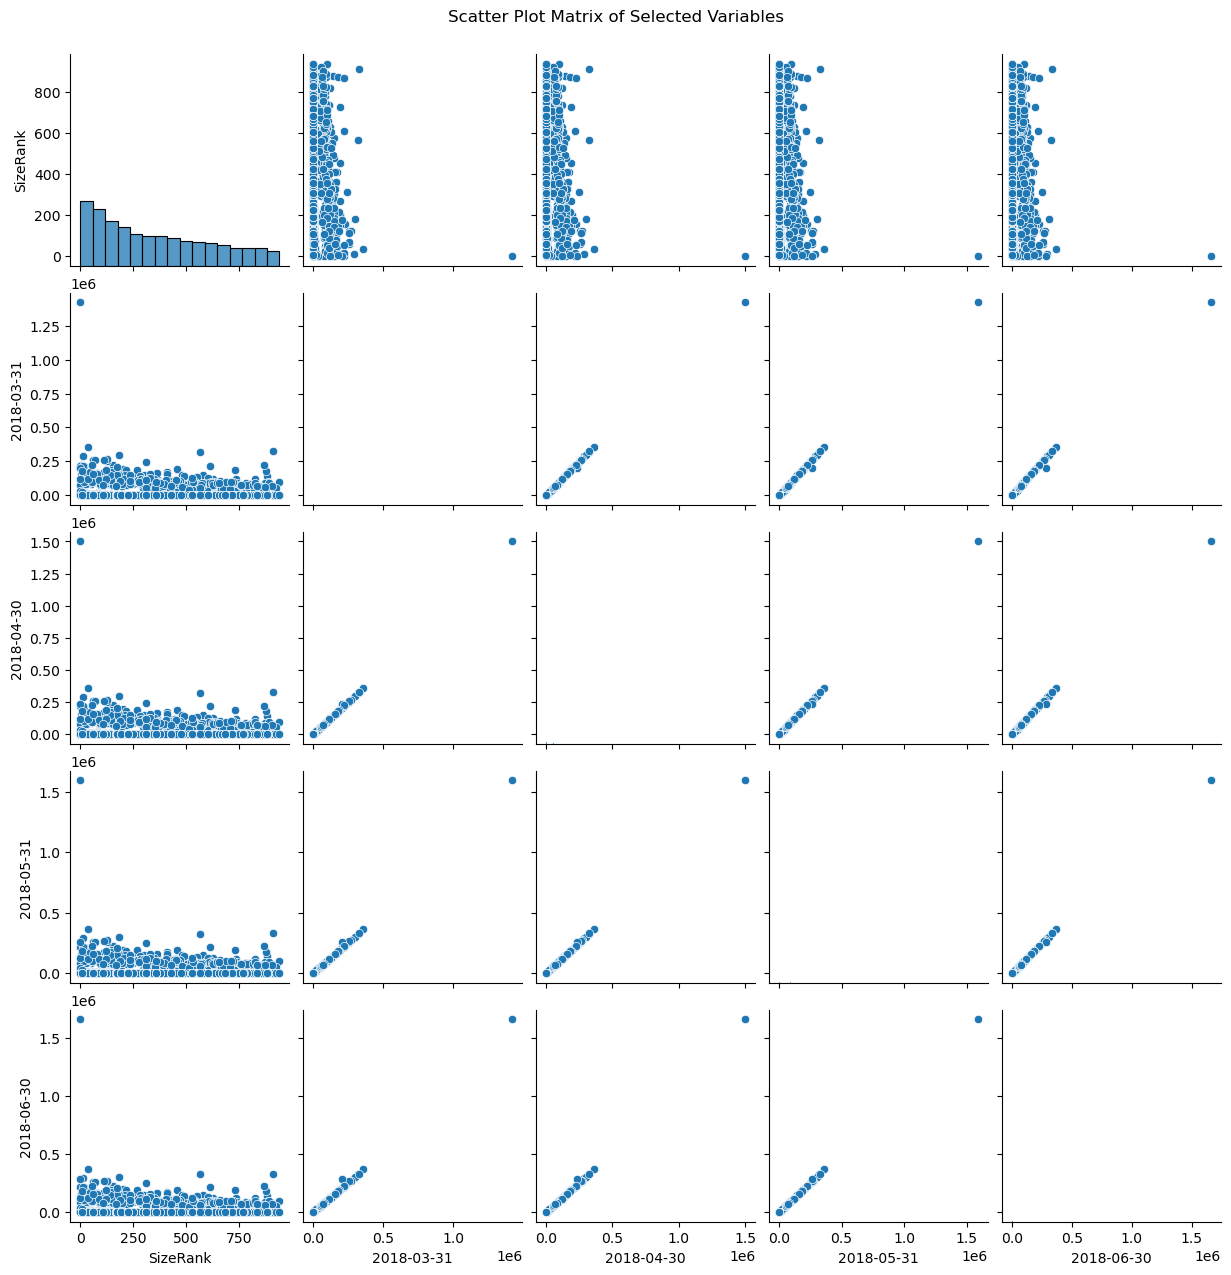 Scatter Plot Matrix of Selected Variables
SizeRank
800
600
400
200
0
1e6
2018-03-31
1.25
1.00
0.75
0.50
0.25
0.00
1e6
2018-04-30
1.50
1.25
1.00
0.75
0.50
0.25
0.00
1e6
2018-05-31
1.5
1.0
0.5
0.0
1e6
2018-06-30
1.5
1.0
0.5
0.0
0 250 500 750
0.0 0.5 1.0
0.0 0.5 1.0 1.5
0.0 0.5 1.0 1.5
0.0 0.5 1.0 1.5
SizeRank
2018-03-31 1e6
2018-04-30 1e6
2018-05-31 1e6
2018-06-30 1e6